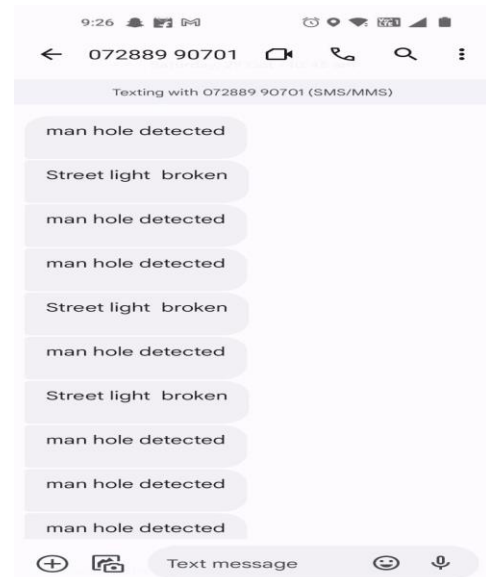 9:26
072889 90701
Texting with 072889 90701 (SMS/MMS)
man hole detected
Street light broken
man hole detected
man hole detected
Street light broken
man hole detected
Street light broken
man hole detected
man hole detected
man hole detected
Text message